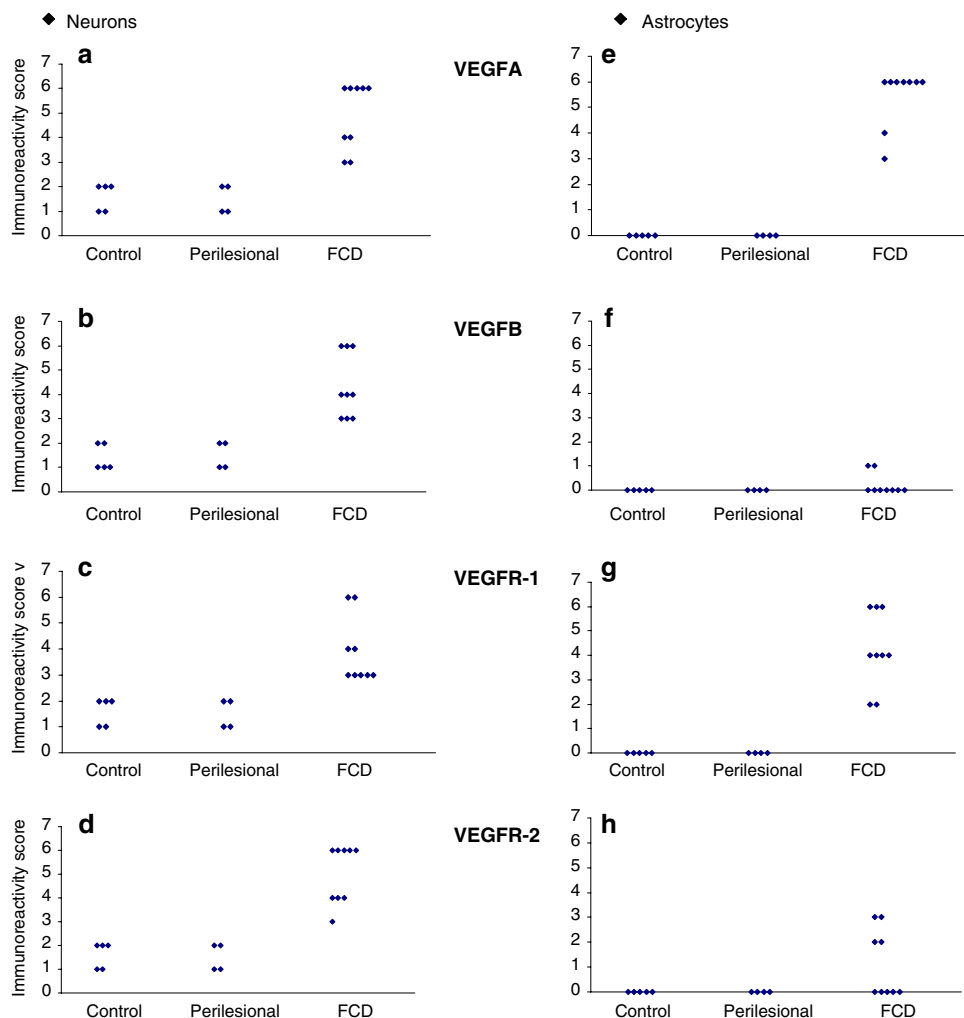 Neurons
Astrocytes
a
VEGFA
e
Immunoreactivity score
7
6
5
4
3
2
1
0
Control
Perilesional
FCD
7
6
5
4
3
2
1
0
Control
Perilesional
FCD
b
VEGFB
f
Immunoreactivity score
7
6
5
4
3
2
1
0
Control
Perilesional
FCD
7
6
5
4
3
2
1
0
Control
Perilesional
FCD
c
VEGFR-1
g
Immunoreactivity score v
7
6
5
4
3
2
1
0
Control
Perilesional
FCD
7
6
5
4
3
2
1
0
Control
Perilesional
FCD
d
VEGFR-2
h
Immunoreactivity score
7
6
5
4
3
2
1
0
Control
Perilesional
FCD
7
6
5
4
3
2
1
0
Control
Perilesional
FCD